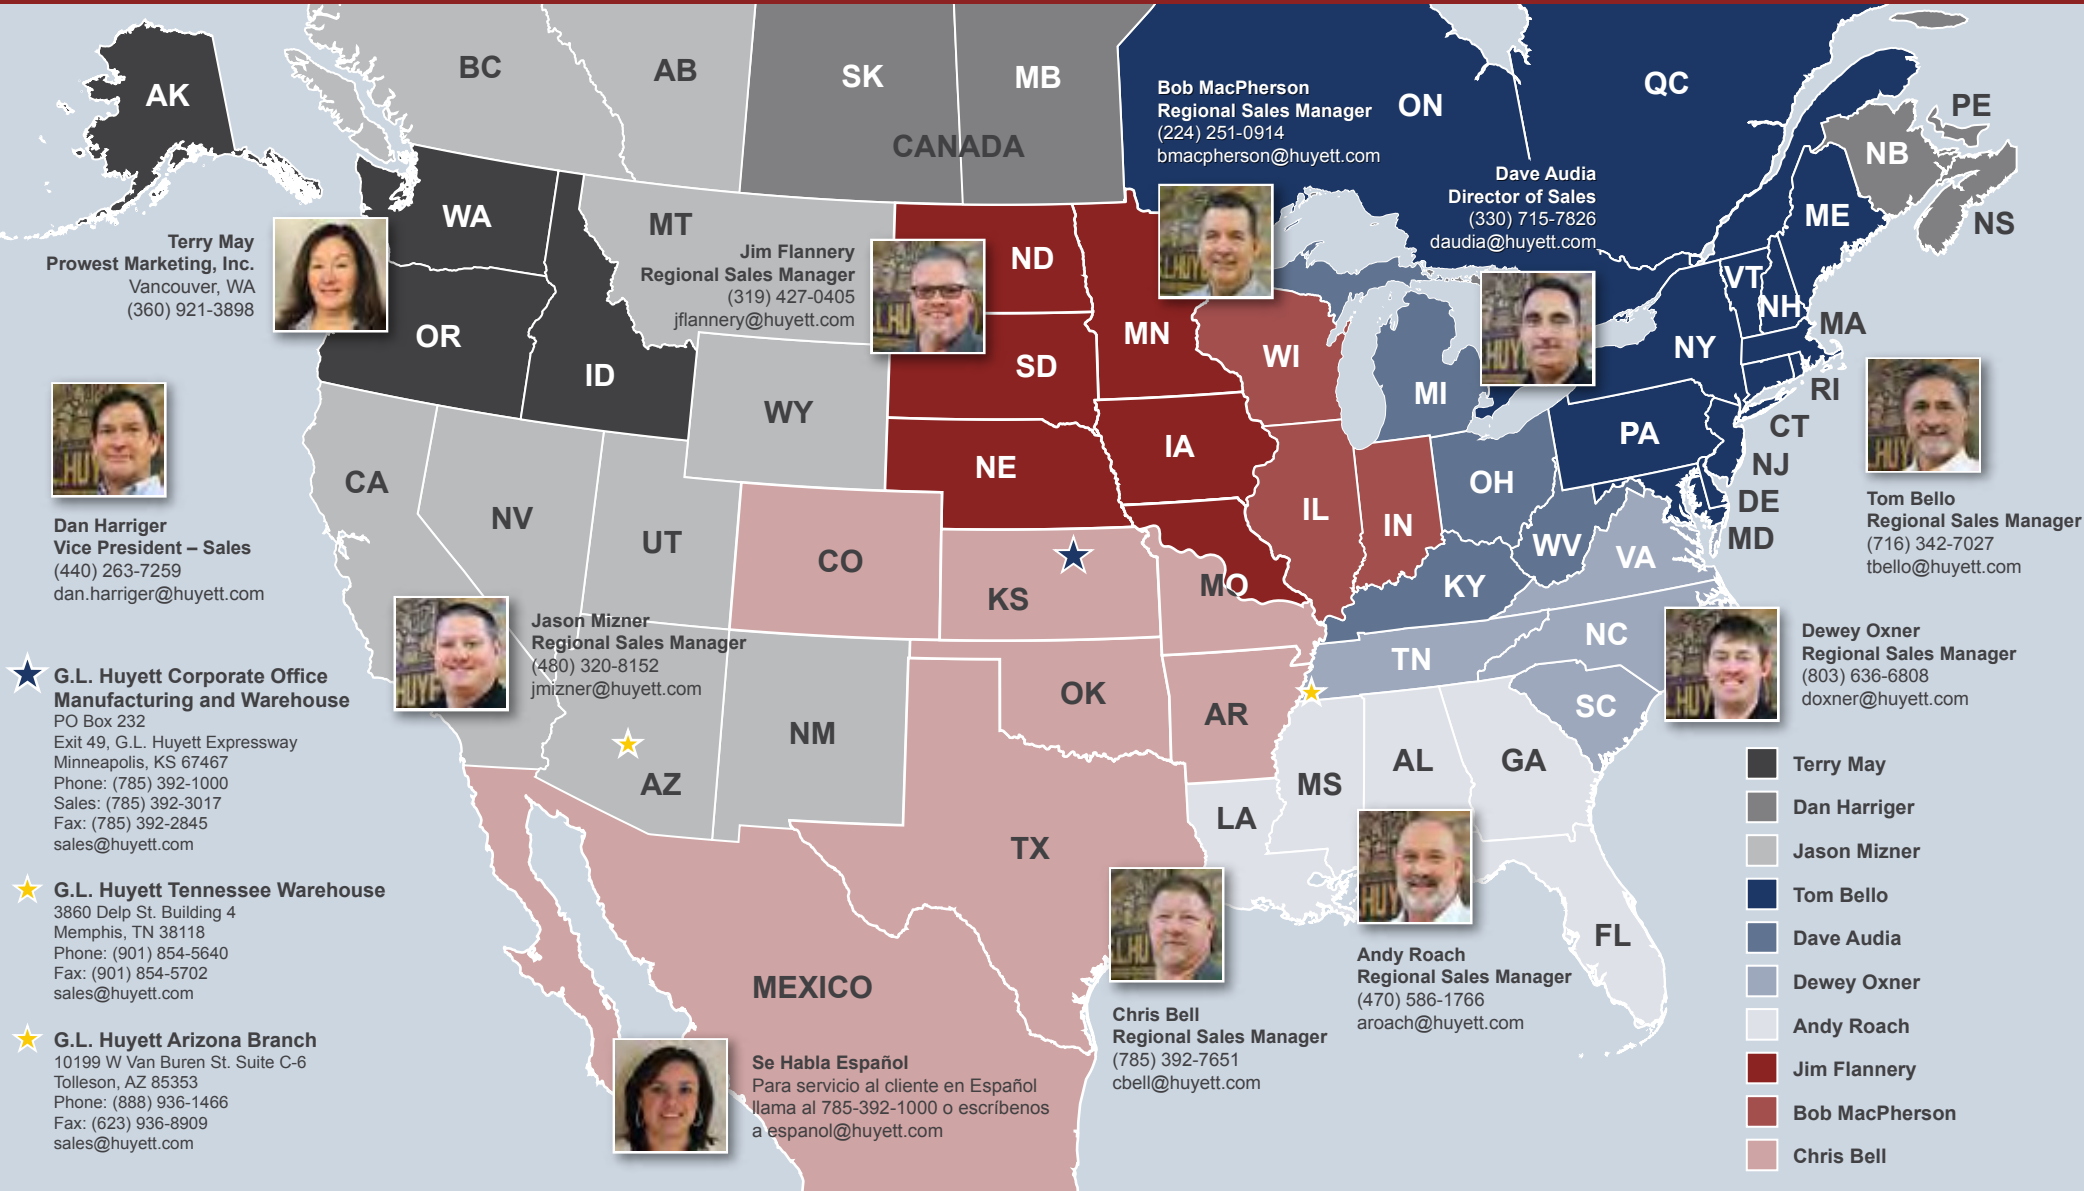 AK
BC
AB
SK
MB
CANADA
ON
QC
PE
NB
NS
ME
WA
MT
ND
OR
ID
SD
MN
WI
MI
NY
VT
NH
MA
RI
CT
NJ
DE
MD
PA
WY
NE
IA
CA
NV
UT
CO
KS
MO
IL
IN
OH
WV
VA
KY
NC
TN
SC
OK
AR
NM
AZ
TX
LA
MS
AL
GA
FL
MEXICO
Terry May
Prowest Marketing, Inc.
Vancouver, WA
(360) 921-3898
Jim Flannery
Regional Sales Manager
(319) 427-0405
jflannery@huyett.com
Bob MacPherson
Regional Sales Manager
(224) 251-0914
bmacpherson@huyett.com
Dave Audia
Director of Sales
(330) 715-7826
daudia@huyett.com
Dan Harriger
Vice President – Sales
(440) 263-7259
dan.harriger@huyett.com
Tom Bello
Regional Sales Manager
(716) 342-7027
tbello@huyett.com
Jason Mizner
Regional Sales Manager
(480) 320-8152
jmizner@huyett.com
Dewey Oxner
Regional Sales Manager
(803) 636-6808
doxner@huyett.com
G.L. Huyett Corporate Office
Manufacturing and Warehouse
PO Box 232
Exit 49, G.L. Huyett Expressway
Minneapolis, KS 67467
Phone: (785) 392-1000
Sales: (785) 392-3017
Fax: (785) 392-2845
sales@huyett.com
G.L. Huyett Tennessee Warehouse
3860 Delp St. Building 4
Memphis, TN 38118
Phone: (901) 854-5640
Fax: (901) 854-5702
sales@huyett.com
G.L. Huyett Arizona Branch
10199 W Van Buren St. Suite C-6
Tolleson, AZ 85353
Phone: (888) 936-1466
Fax: (623) 936-8909
sales@huyett.com
Se Habla Español
Para servicio al cliente en Español
llama al 785-392-1000 o escríbenos
a espanol@huyett.com
Chris Bell
Regional Sales Manager
(785) 392-7651
cbell@huyett.com
Andy Roach
Regional Sales Manager
(470) 586-1766
aroach@huyett.com
Terry May
Dan Harriger
Jason Mizner
Tom Bello
Dave Audia
Dewey Oxner
Andy Roach
Jim Flannery
Bob MacPherson
Chris Bell